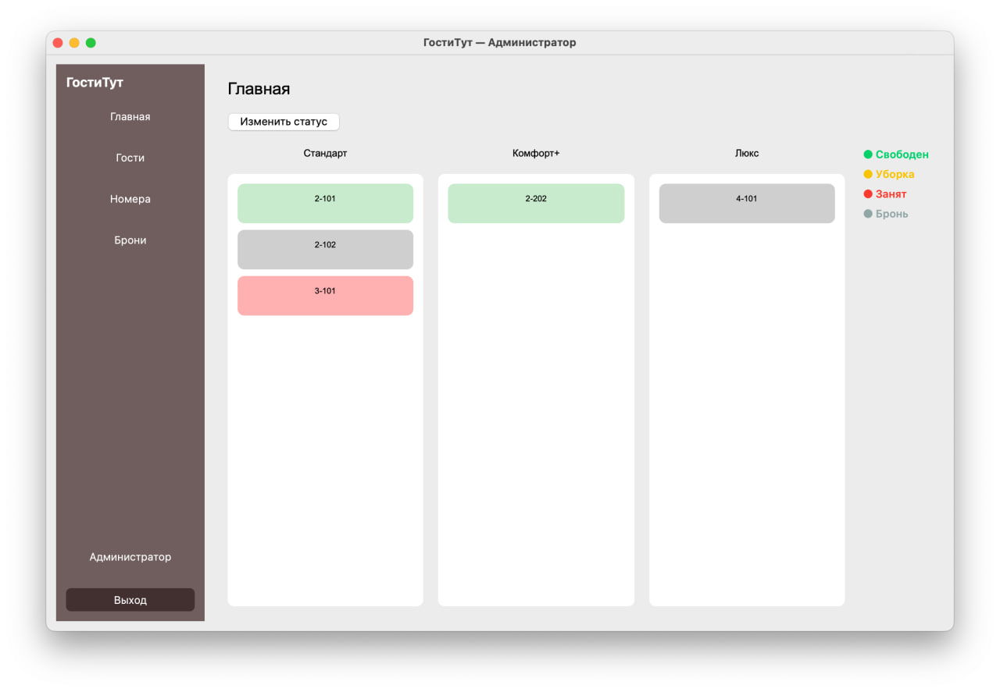 ГостиТут — Администратор
ГостиТут
Главная
Гости
Номера
Брони
Администратор
Выход
Главная
Изменить статус
Стандарт
2-101
2-102
3-101
Комфорт+
2-202
Люкс
4-101
Свободен
Уборка
Занят
Бронь